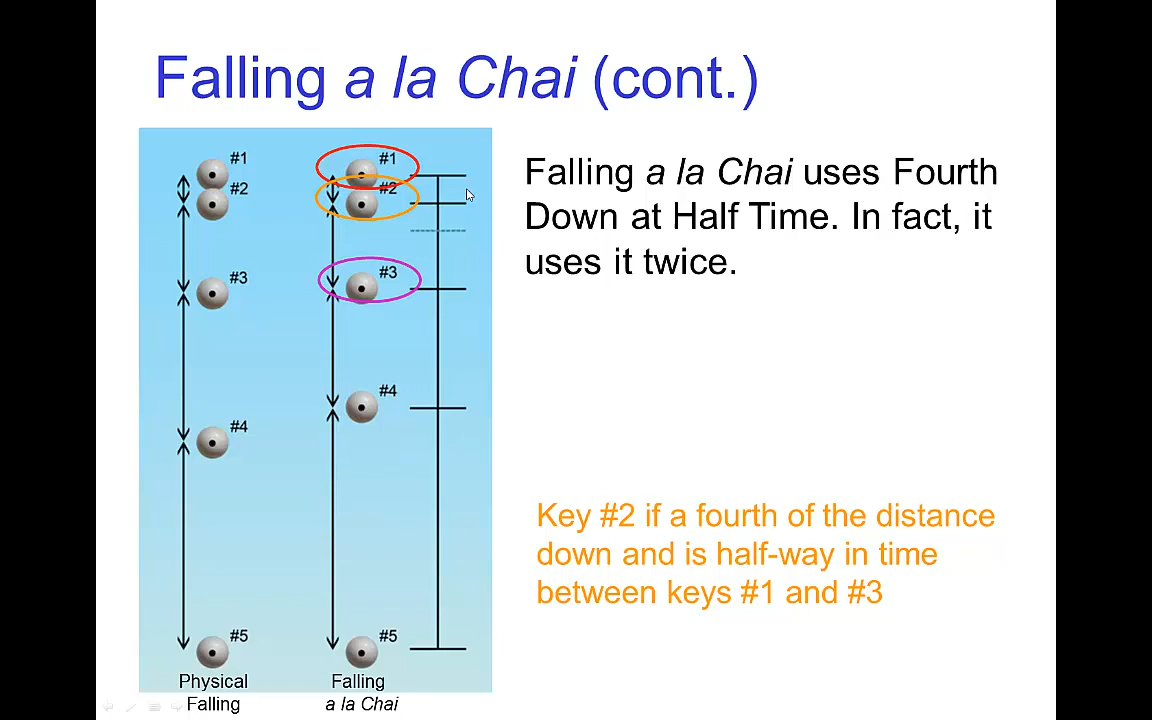 Falling a la Chai (cont.)
#1
#2
#3
#4
#5
Physical
Falling
#1
#2
#3
#4
#5
Falling
a la Chai
Falling a la Chai uses Fourth
Down at Half Time. In fact, it
uses it twice.
Key #2 if a fourth of the distance
down and is half-way in time
between keys #1 and #3